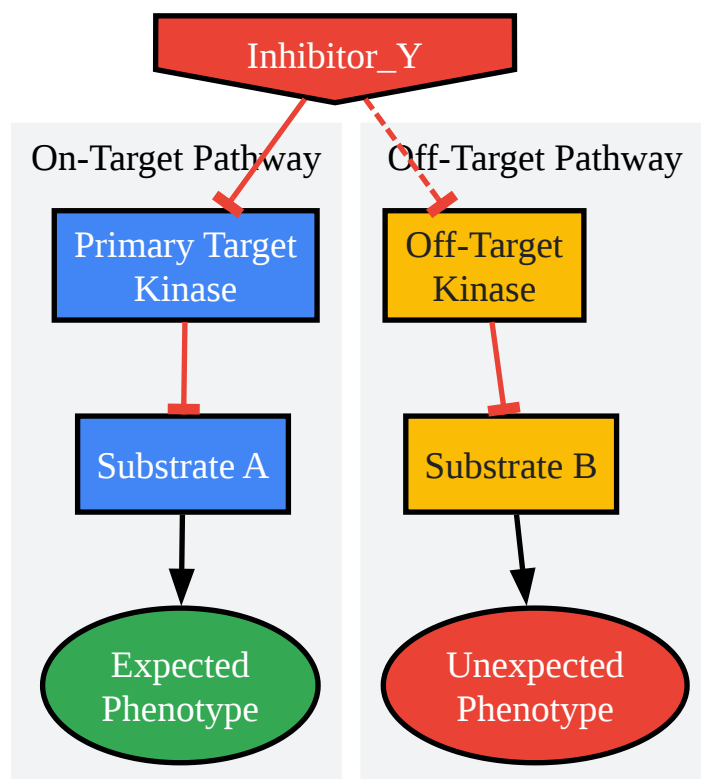 Inhibitor_Y
On-Target Pathway
Primary Target
Kinase
Substrate A
Expected
Phenotype
Off-Target Pathway
Off-Target
Kinase
Substrate B
Unexpected
Phenotype